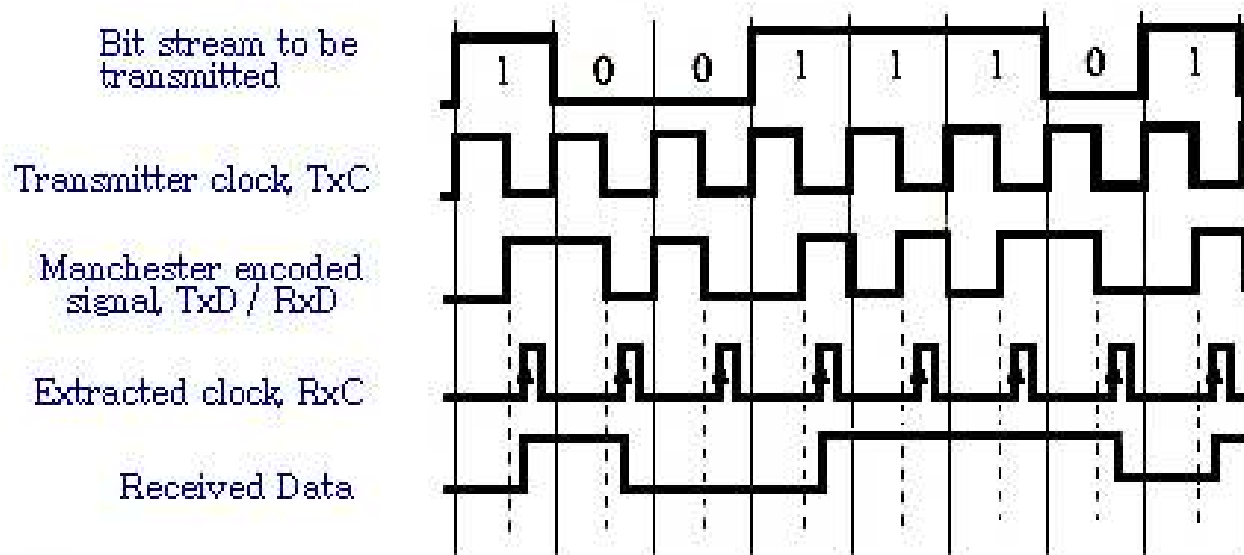 Bit stream to be
transmitted
1 0 0 1 1 1 0 1
Transmitter clock, TxC
Manchester encoded
signal, TxD / RxD
Extracted clock, RxC
Received Data